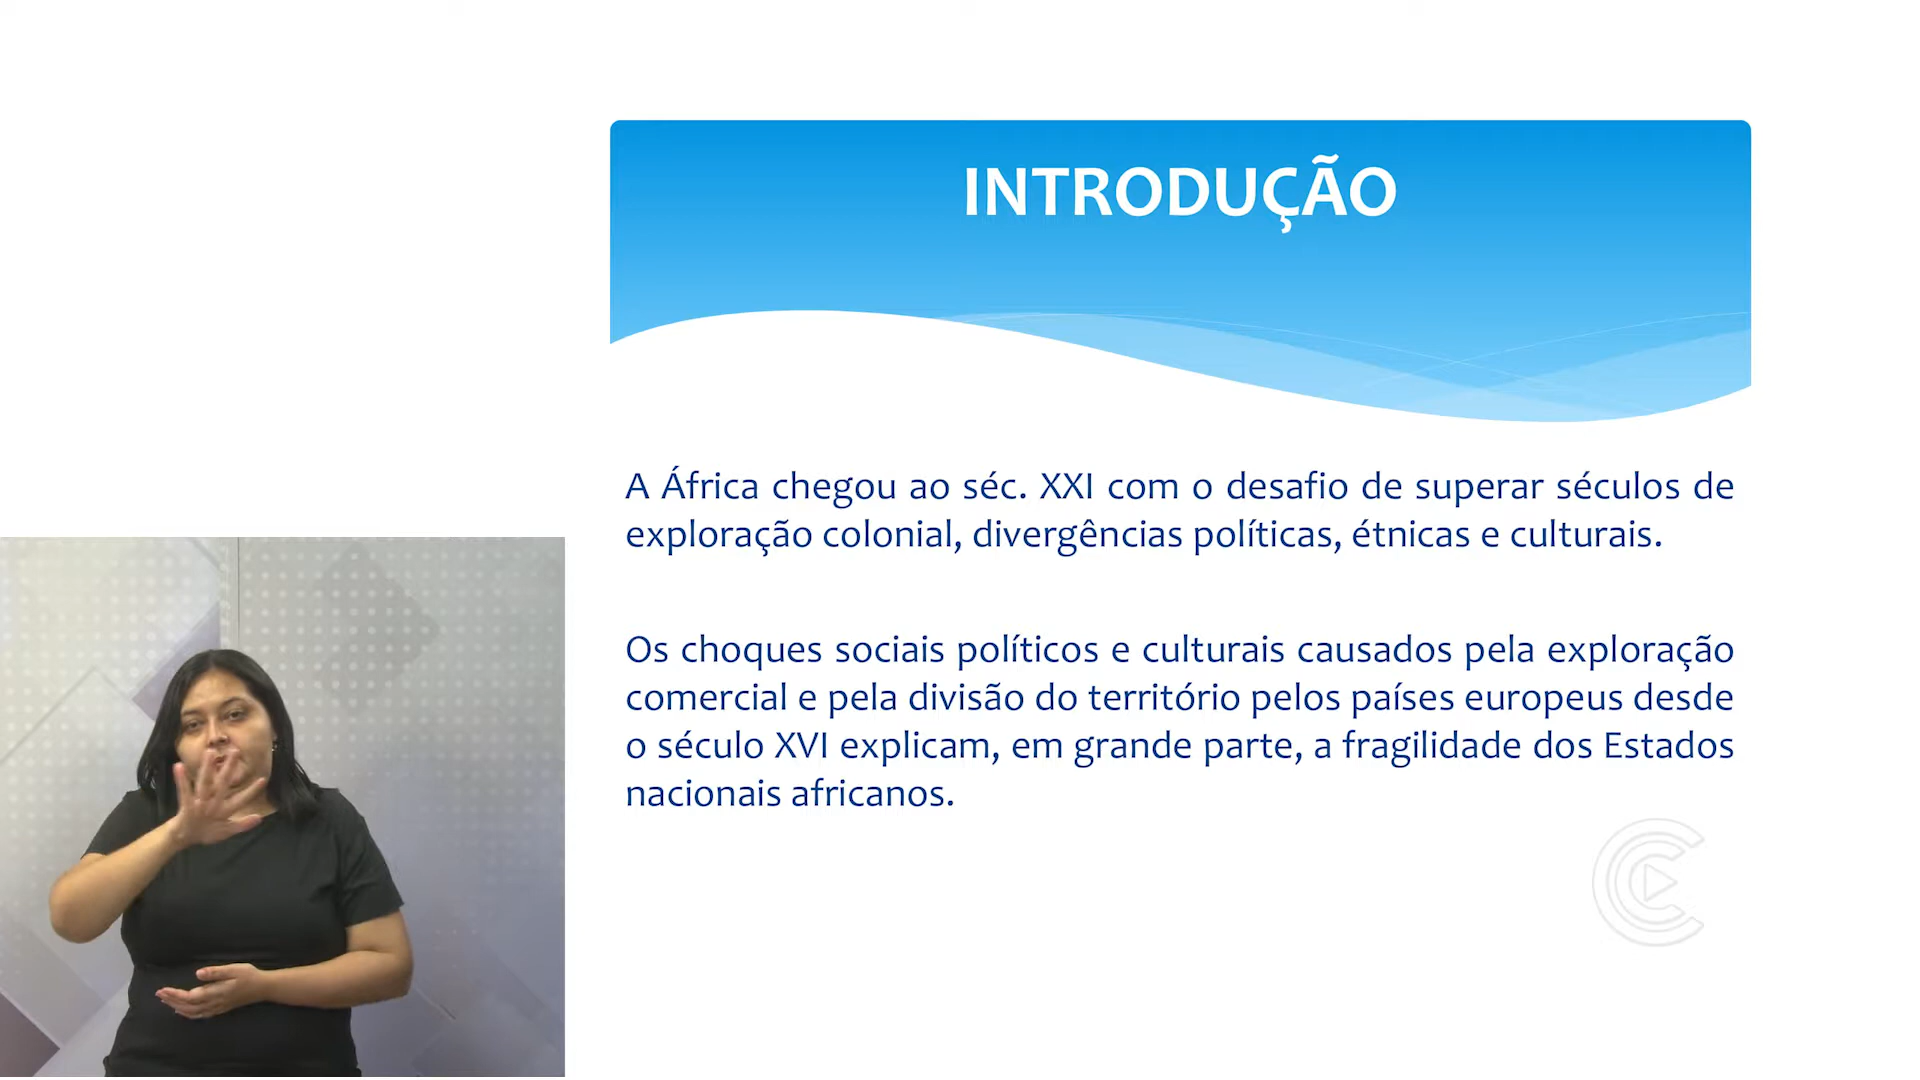 INTRODUÇÃO
A África chegou ao séc. XXI com o desafio de superar séculos de
exploração colonial, divergências políticas, étnicas e culturais.
Os choques sociais políticos e culturais causados pela exploração
comercial e pela divisão do território pelos países europeus desde
o século XVI explicam, em grande parte, a fragilidade dos Estados
nacionais africanos.